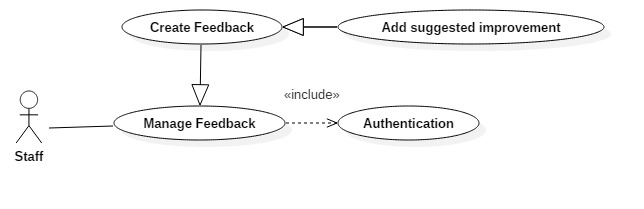 Create Feedback
Add suggested improvement
«include»
Manage Feedback
Authentication
Staff